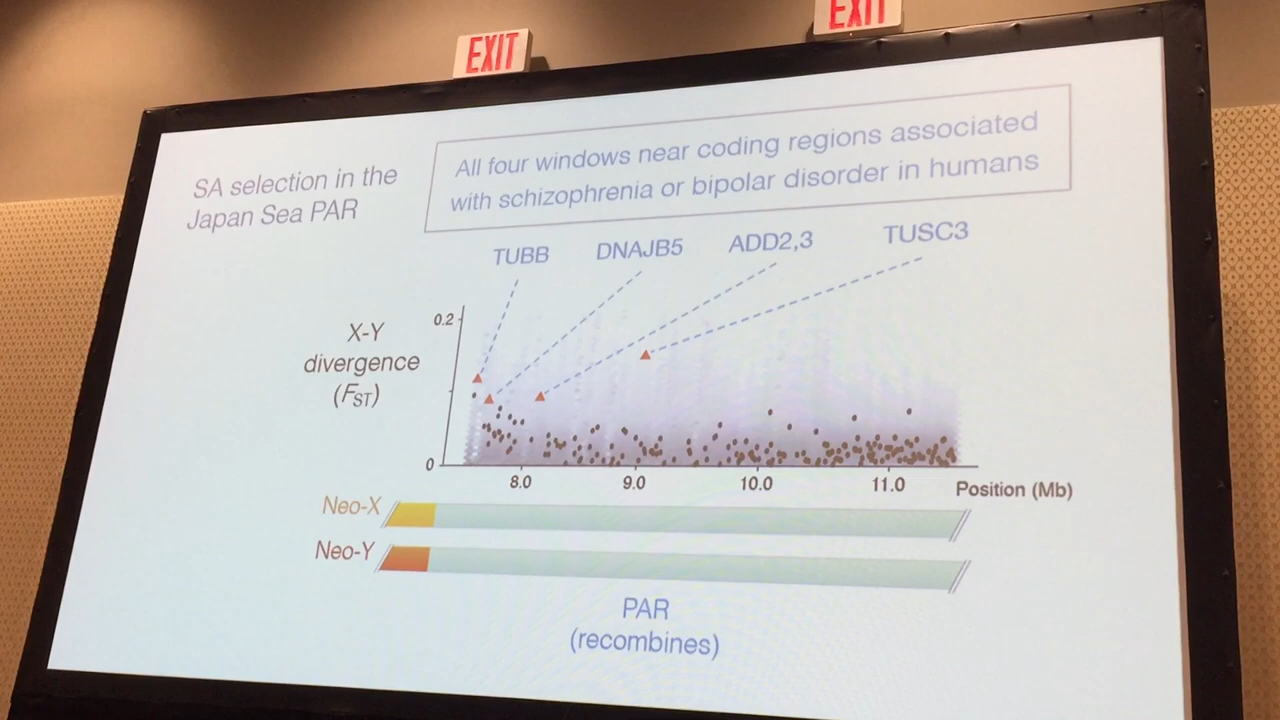 EXIT
EXIT
SA selection in the
Japan Sea PAR
All four windows near coding regions associated
with schizophrenia or bipolar disorder in humans
TUBB DNAJB5 ADD2,3 TUSC3
X-Y
divergence
(FST)
0.2
0
8.0 9.0 10.0 11.0 Position (Mb)
Neo-X
Neo-Y
PAR
(recombines)